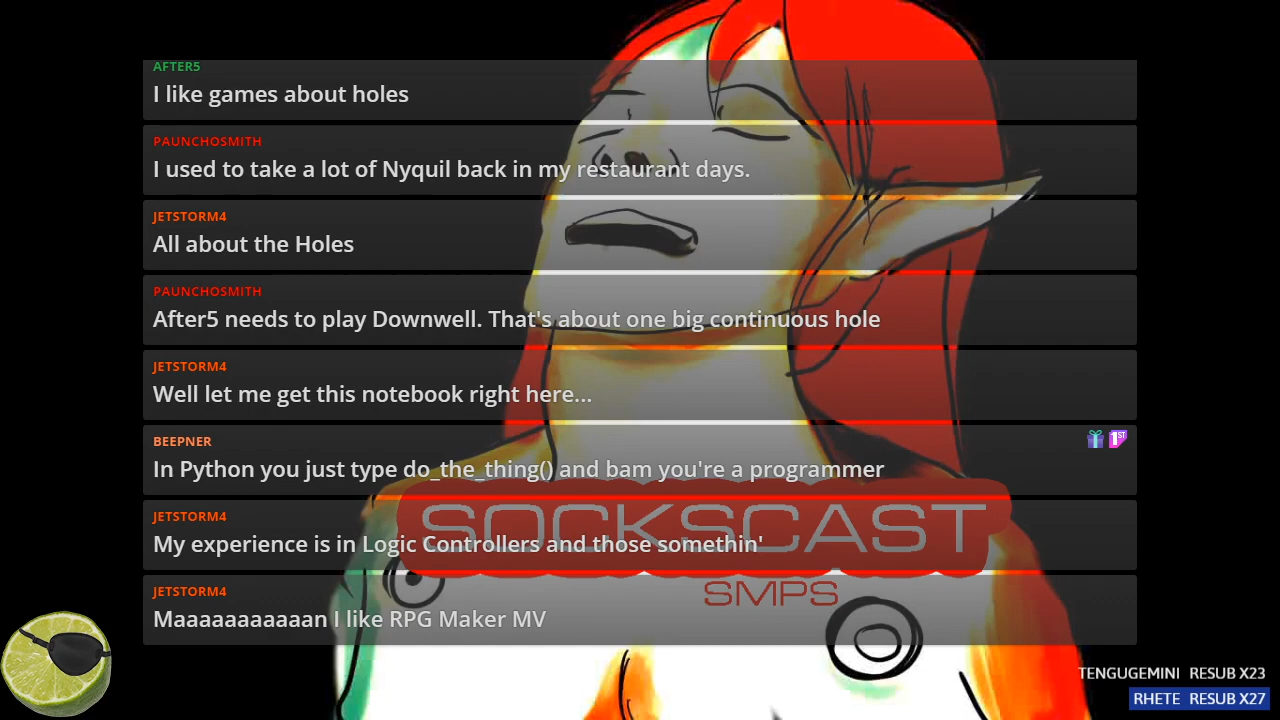 AFTER5
I like games about holes
PAUNCHOSMITH
I used to take a lot of Nyquil back in my restaurant days.
JETSTORM4
All about the Holes
PAUNCHOSMITH
After5 needs to play Downwell. That's about one big continuous hole
JETSTORM4
Well let me get this notebook right here...
BEEPNER
1ST
In Python you just type do_the_thing() and bam you're a programmer
SOCKSCAST
JETSTORM4
My experience is in Logic Controllers and those somethin'
SMPS
JETSTORM4
Maaaaaaaaaaan I like RPG Maker MV
TENGUGEMINI RESUB X23
RHETE RESUB X27